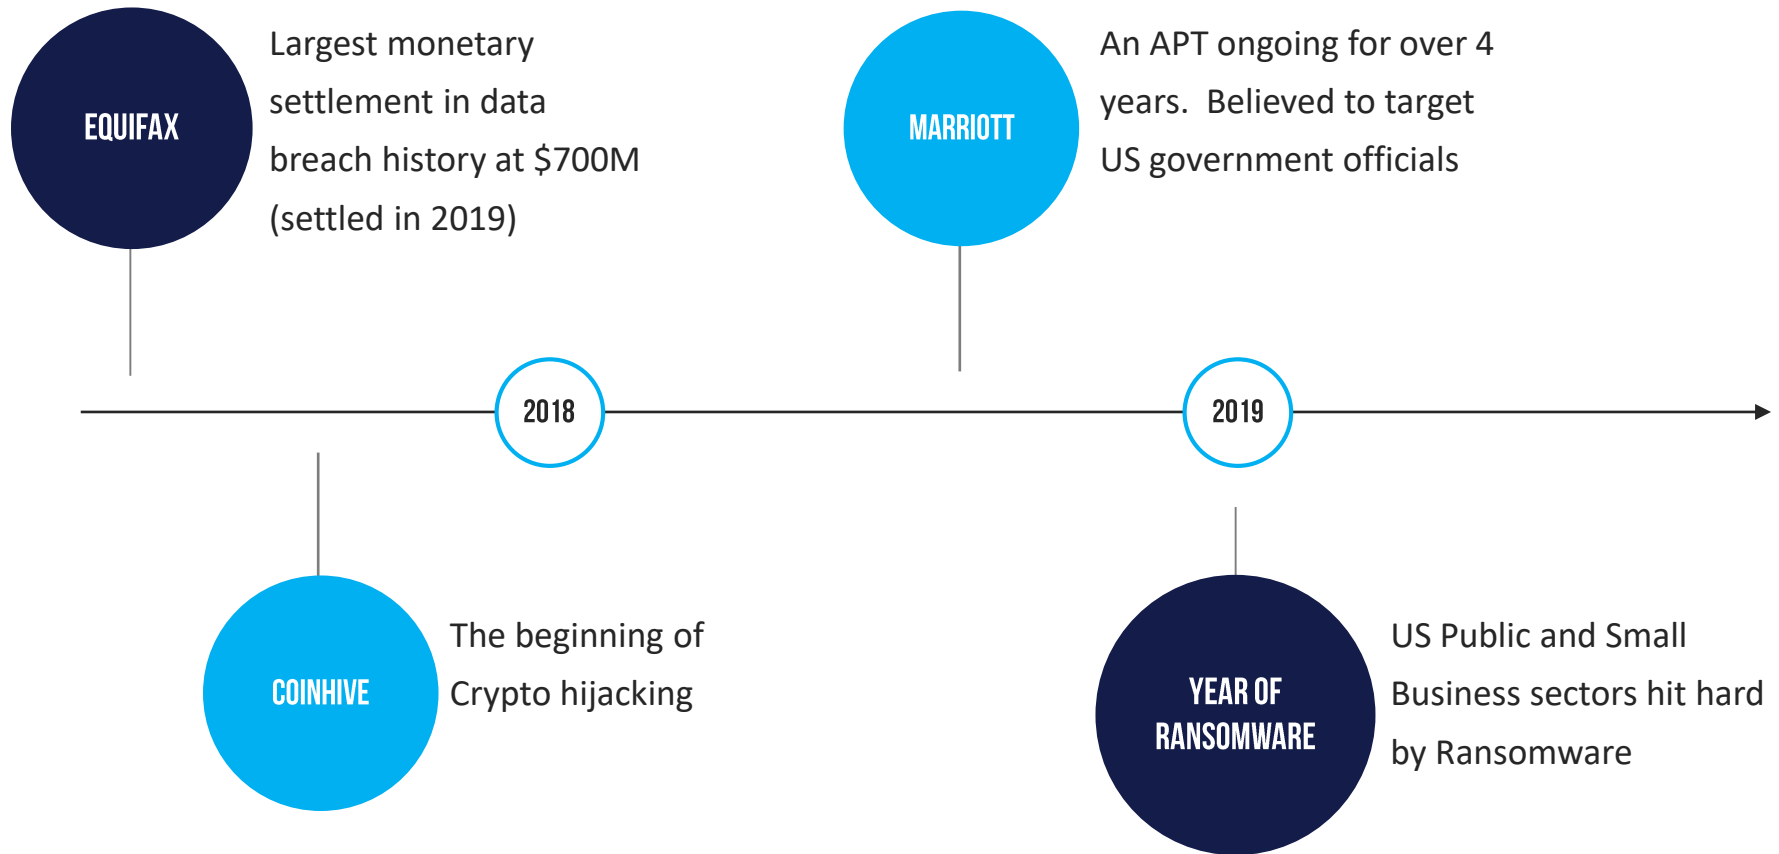 EQUIFAX
Largest monetary
settlement in data
breach history at $700M
(settled in 2019)
MARRIOTT
An APT ongoing for over 4
years.  Believed to target
US government officials
2018
2019
COINHIVE
The beginning of
Crypto hijacking
YEAR OF
RANSOMWARE
US Public and Small
Business sectors hit hard
by Ransomware